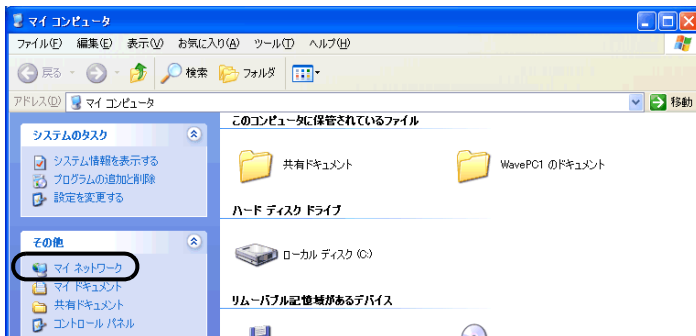 マイ コンピュータ
ファイル(F) 編集(E) 表示(V) お気に入り(A) ツール(T) ヘルプ(H)
戻る 検索 フォルダ
アドレス(D) マイ コンピュータ 移動
システムのタスク
システム情報を表示する
プログラムの追加と削除
設定を変更する
その他
マイ ネットワーク
マイ ドキュメント
共有ドキュメント
コントロール パネル
このコンピュータに保管されているファイル
共有ドキュメント WavePC1 のドキュメント
ハード ディスク ドライブ
ローカル ディスク (C:)
リムーバブル記憶域があるデバイス